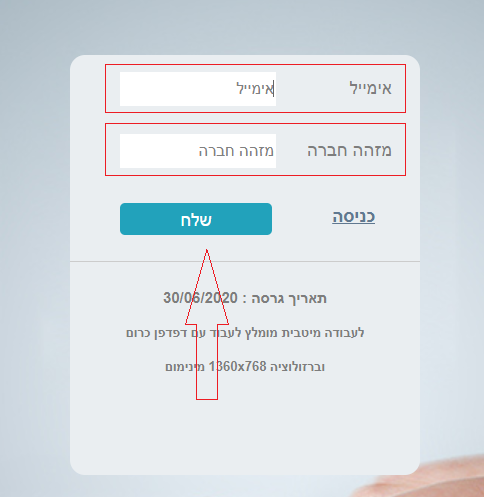 אימייל אימייל
מזהה חברה מזהה חברה
כניסה שלח
תאריך גרסה : 30/06/2020
לעבודה מיטבית מומלץ לעבוד עם דפדפן כרום
וברזולוציה 1360x768 מינימום